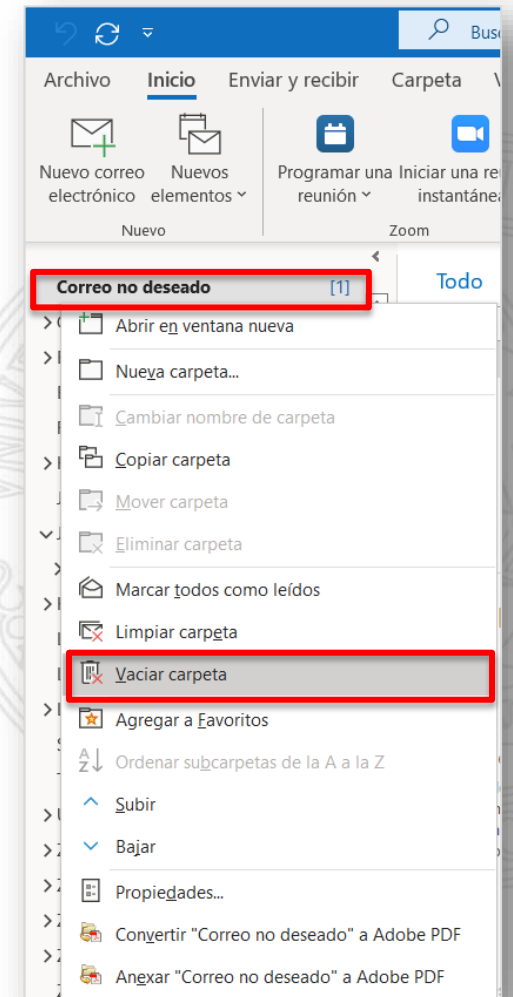 Bus
Archivo Inicio Enviar y recibir Carpeta
Nuevo correo Nuevos Programar una Iniciar una re
electrónico elementos reunión instantánea
Nuevo Zoom
Correo no deseado [1] Todo
Abrir en ventana nueva
Nueva carpeta...
Cambiar nombre de carpeta
Copiar carpeta
Mover carpeta
Eliminar carpeta
Marcar todos como leídos
Limpiar carpeta
Vaciar carpeta
Agregar a Favoritos
Ordenar subcarpetas de la A a la Z
Subir
Bajar
Propiedades...
Convertir "Correo no deseado" a Adobe PDF
Anexar "Correo no deseado" a Adobe PDF